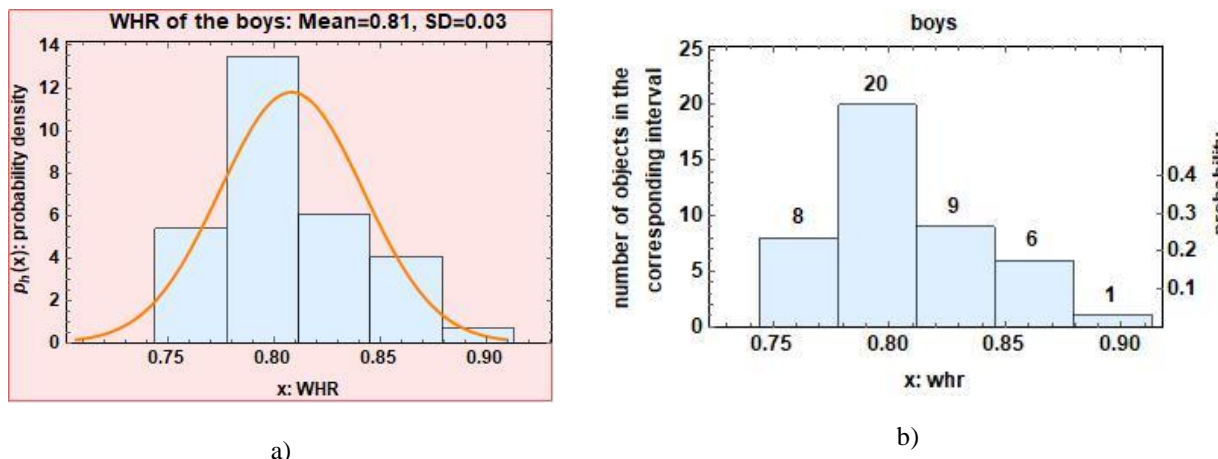 WHR of the boys: Mean=0.81, SD=0.03
14
12
10
8
6
4
2
0
pₕ(x): probability density
0.75 0.80 0.85 0.90
x: WHR
a)
boys
25
20
15
10
5
0
number of objects in the
corresponding interval
8
20
9
6
1
0.4
0.3
0.2
0.1
probability
0.75 0.80 0.85 0.90
x: whr
b)